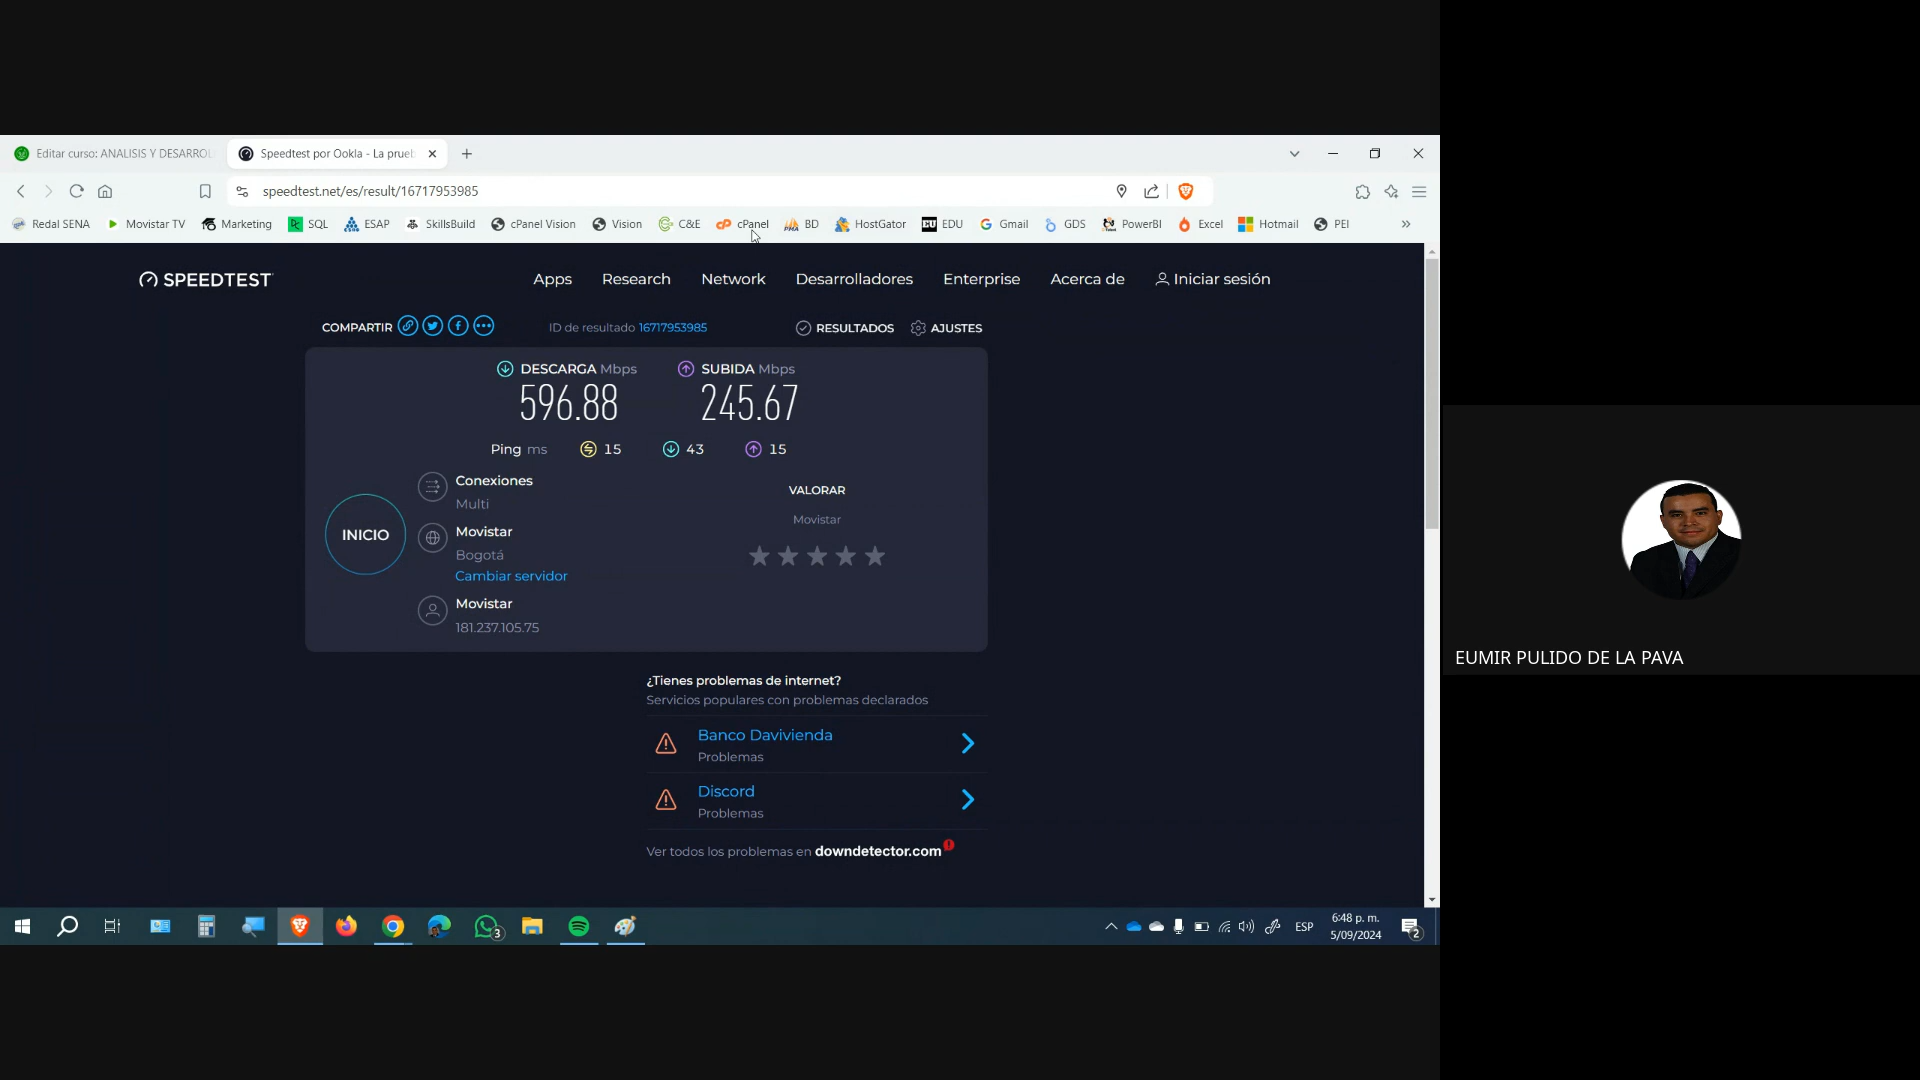 Editar curso: ANALISIS Y DESARROL
Speedtest por Ookla - La prueb
speedtest.net/es/result/16717953985
Redal SENA Movistar TV Marketing SQL ESAP SkillsBuild cPanel Vision Vision C&E cPanel BD HostGator EDU Gmail GDS PowerBI Excel Hotmail PEI »
SPEEDTEST Apps Research Network Desarrolladores Enterprise Acerca de Iniciar sesión
COMPARTIR ID de resultado 16717953985 RESULTADOS AJUSTES
DESCARGA Mbps SUBIDA Mbps
596.88 245.67
Ping ms 15 43 15
Conexiones
Multi
VALORAR
Movistar
INICIO
Movistar
Bogotá
Cambiar servidor
Movistar
181.237.105.75
¿Tienes problemas de internet?
Servicios populares con problemas declarados
Banco Davivienda
Problemas
Discord
Problemas
Ver todos los problemas en downdetector.com
EUMIR PULIDO DE LA PAVA
3
ESP
6:48 p. m.
5/09/2024
2